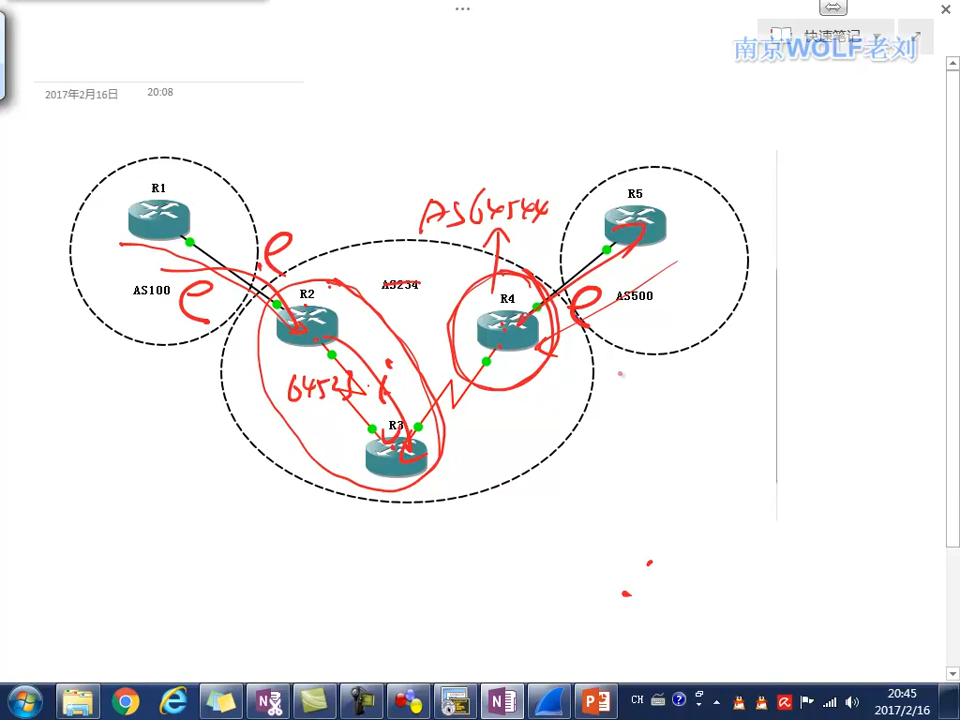 快速笔记
南京WOLF老刘
2017年2月16日
20:08
R1
R5
AS64544
e
AS100
e
R2
AS234
R4
e
AS500
i
R3
CH
20:45
2017/2/16